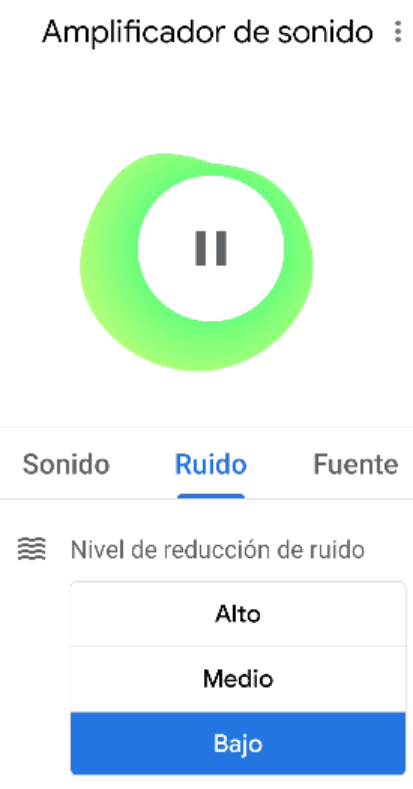 Amplificador de sonido
Sonido Ruido Fuente
Nivel de reducción de ruido
Alto
Medio
Bajo